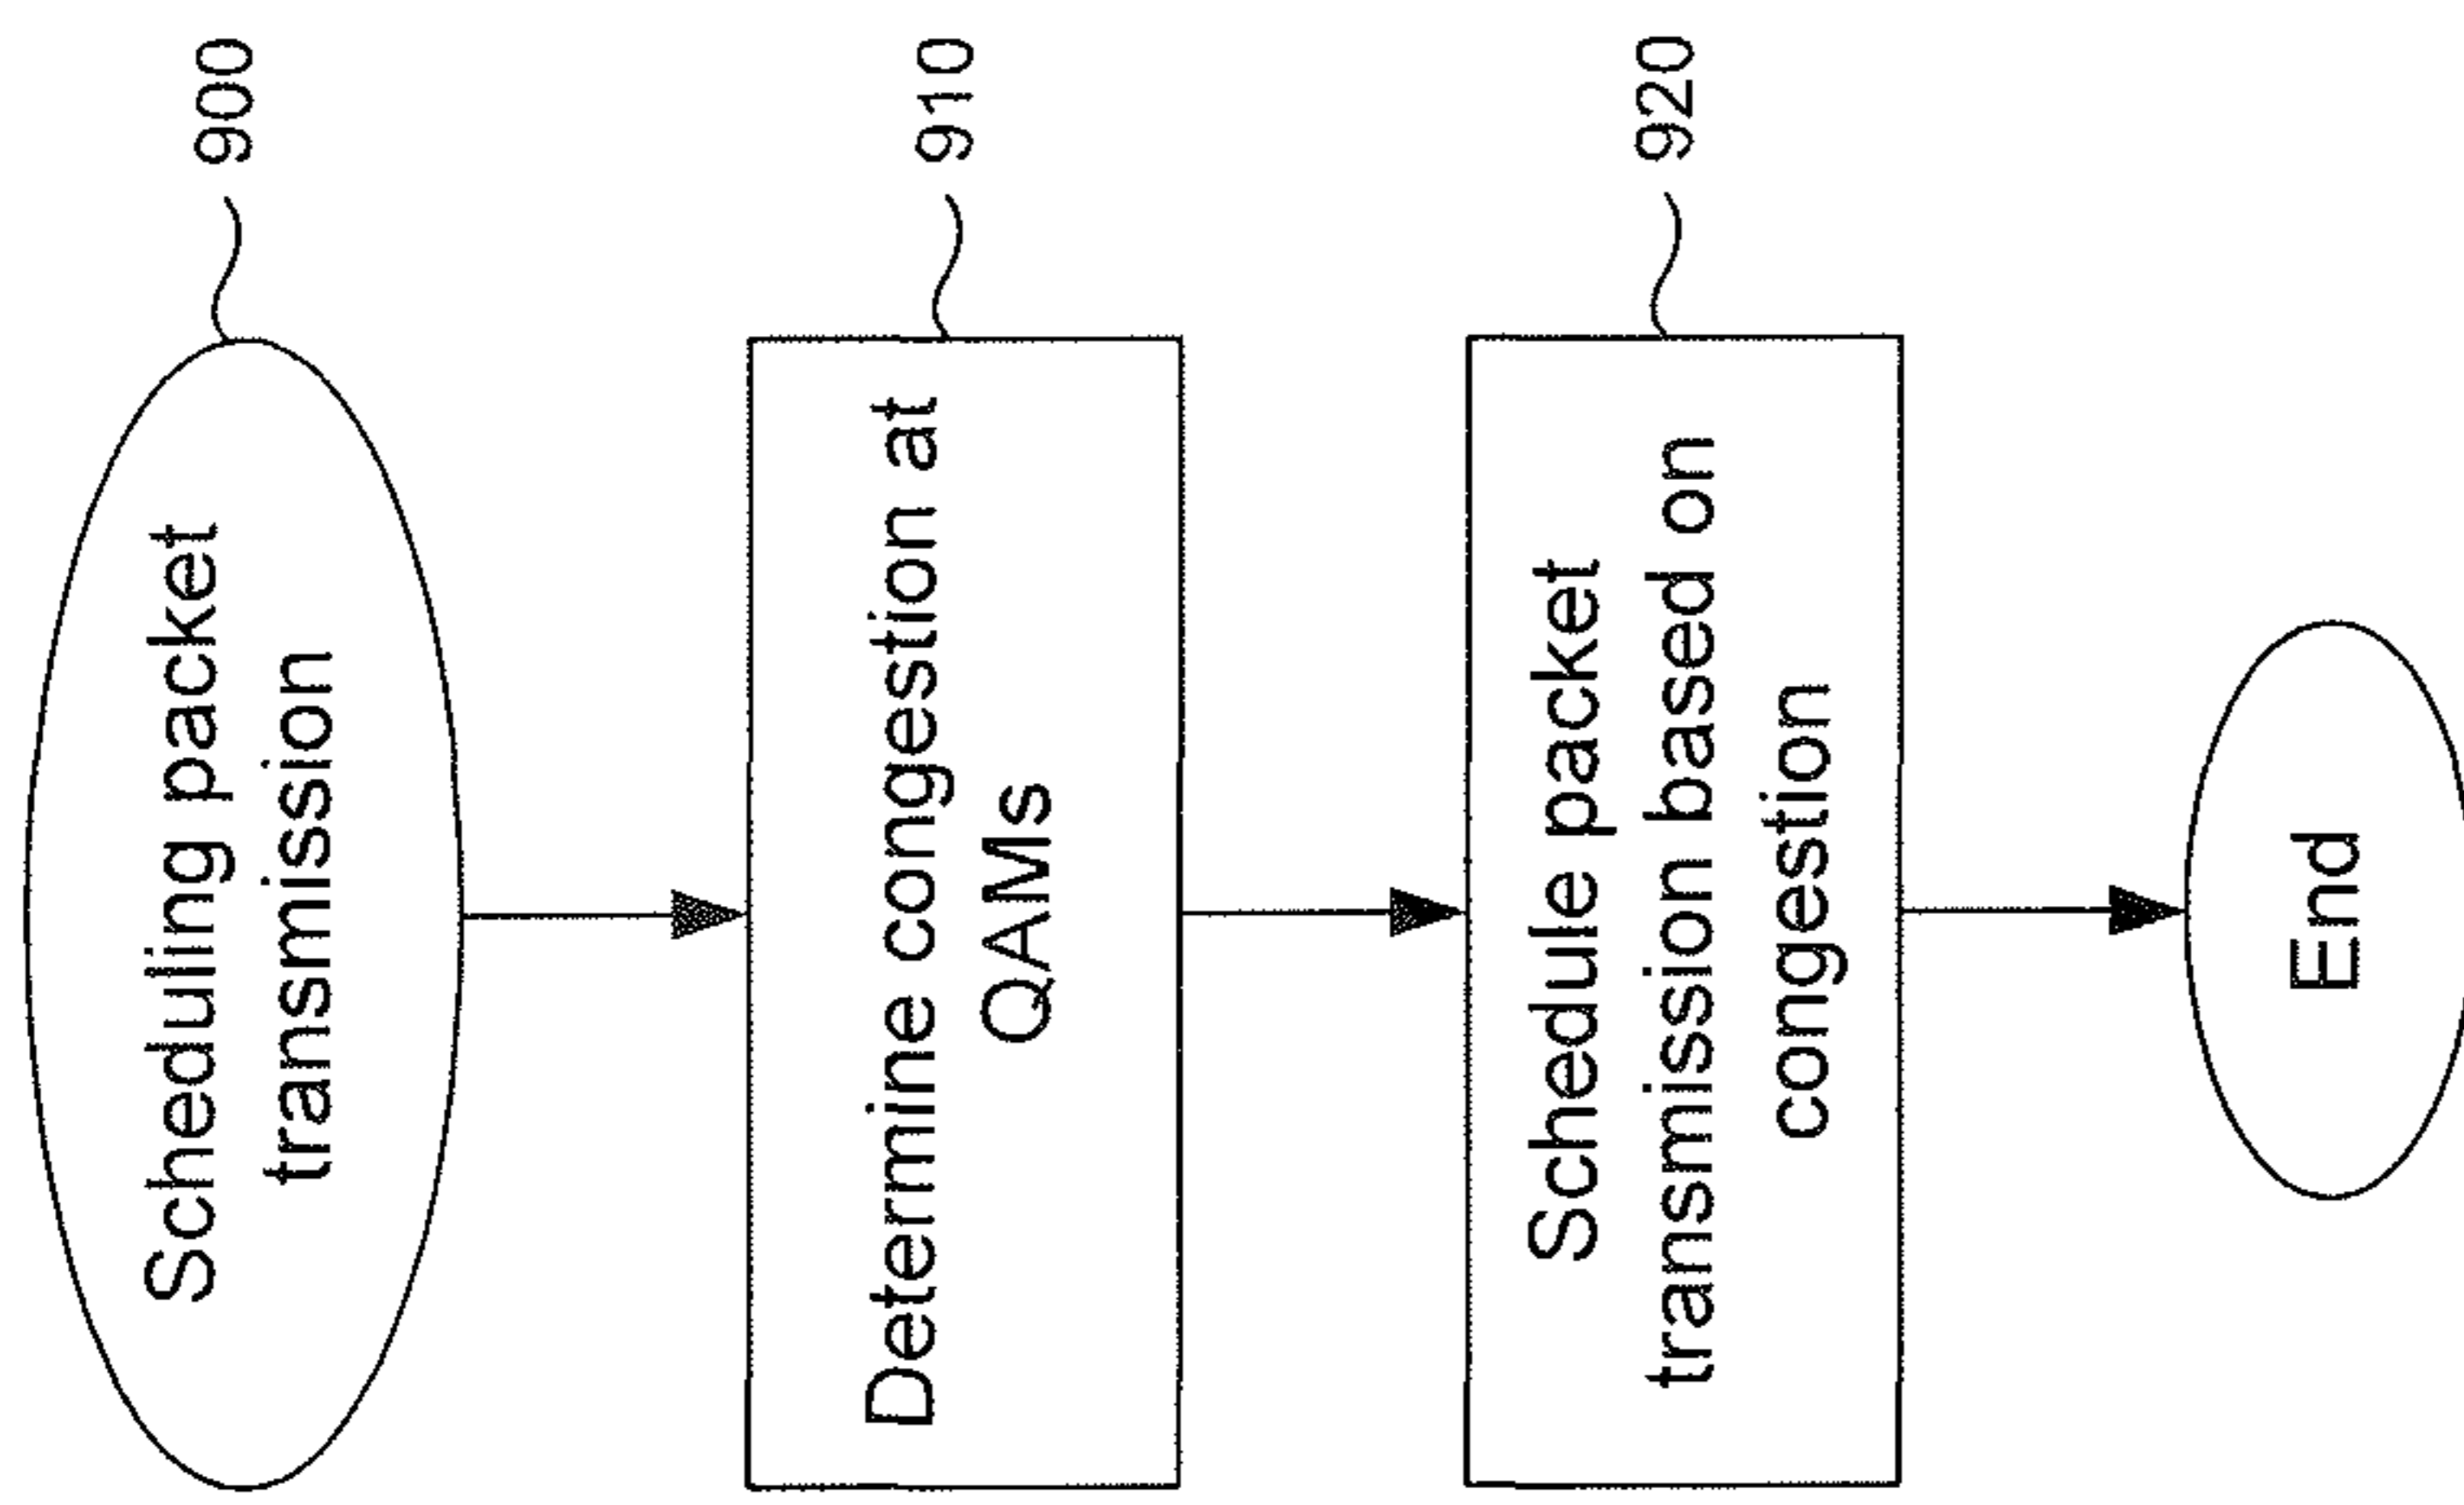 Scheduling packet
transmission
900
Determine congestion at
QAMs
910
Schedule packet
transmission based on
congestion
920
End